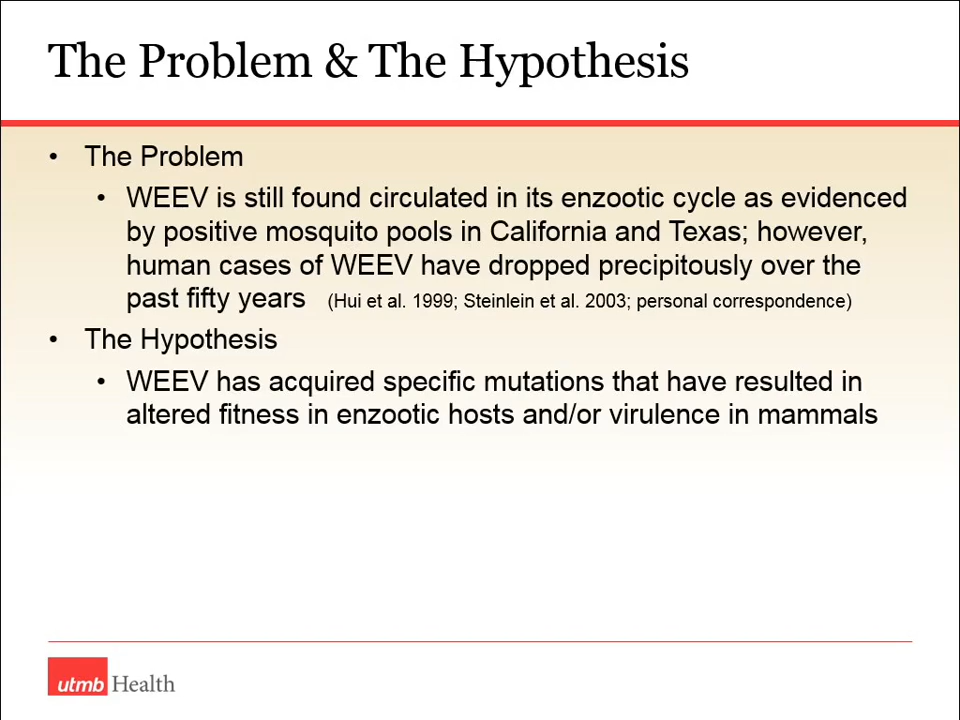 The Problem & The Hypothesis
• The Problem
• WEEV is still found circulated in its enzootic cycle as evidenced
by positive mosquito pools in California and Texas; however,
human cases of WEEV have dropped precipitously over the
past fifty years (Hui et al. 1999; Steinlein et al. 2003; personal correspondence)
• The Hypothesis
• WEEV has acquired specific mutations that have resulted in
altered fitness in enzootic hosts and/or virulence in mammals
utmb Health